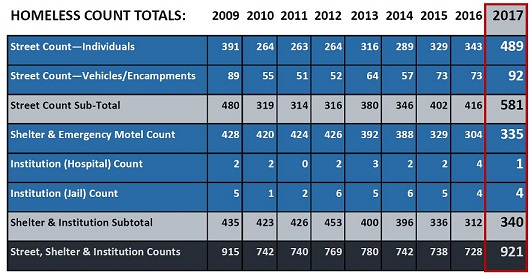 HOMELESS COUNT TOTALS: 2009 2010 2011 2012 2013 2014 2015 2016 2017
Street Count—Individuals 391 264 263 264 316 289 329 343 489
Street Count—Vehicles/Encampments 89 55 51 52 64 57 73 73 92
Street Count Sub-Total 480 319 314 316 380 346 402 416 581
Shelter & Emergency Motel Count 428 420 424 426 392 388 329 304 335
Institution (Hospital) Count 2 2 0 2 3 2 2 4 1
Institution (Jail) Count 5 1 2 6 5 6 5 4 4
Shelter & Institution Subtotal 435 423 426 453 400 396 336 312 340
Street, Shelter & Institution Counts 915 742 740 769 780 742 738 728 921